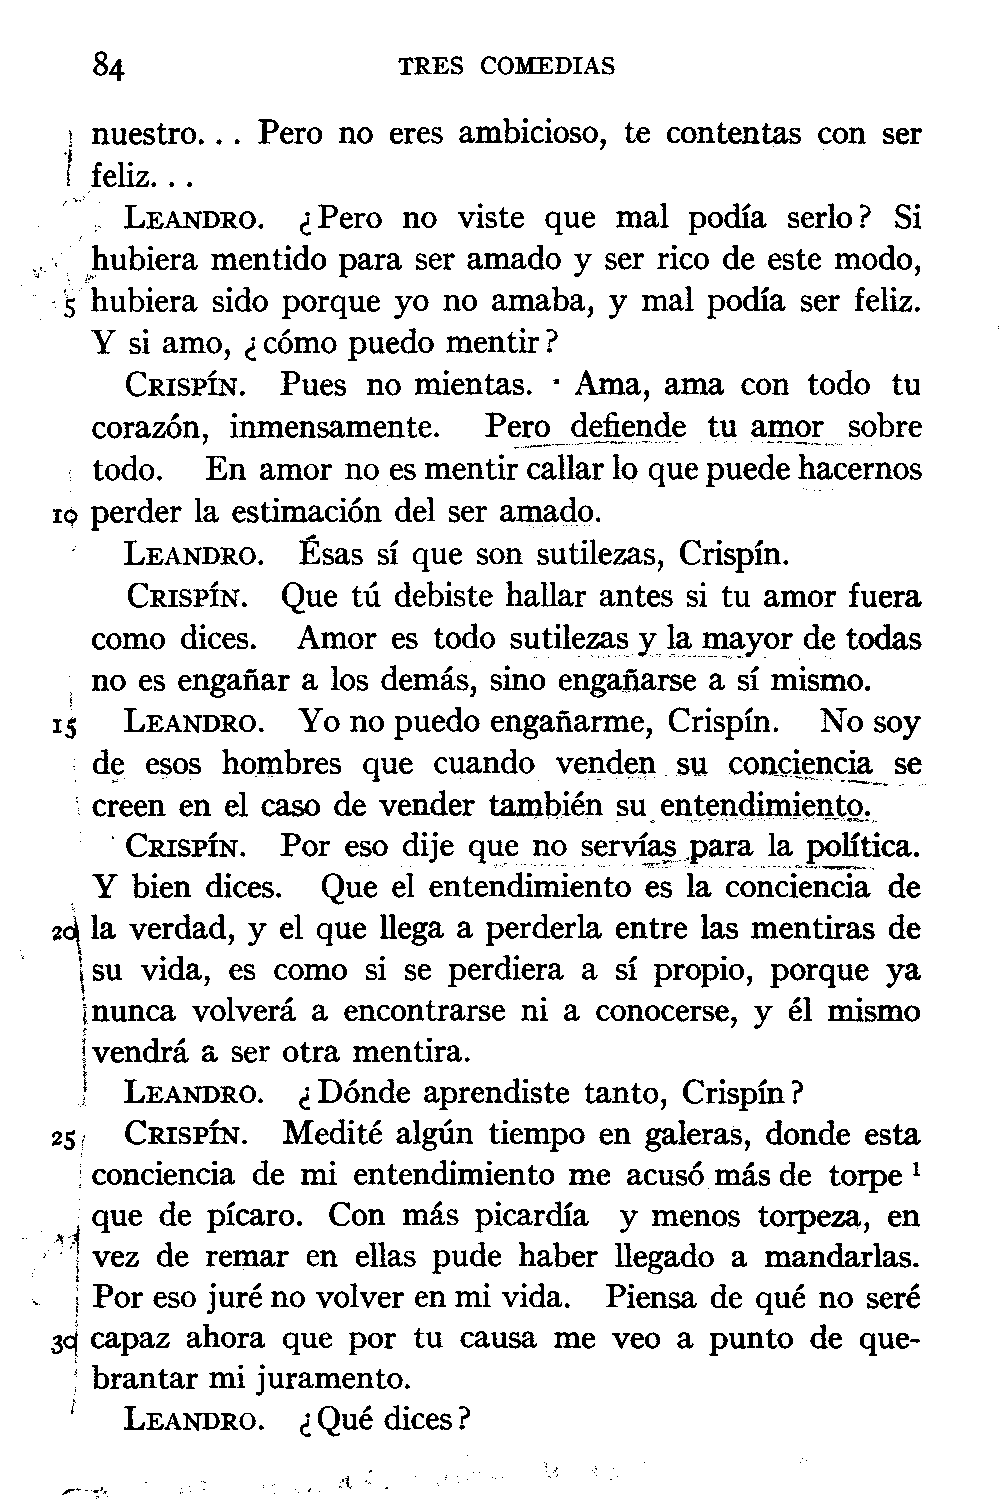 84 TRES COMEDIAS
nuestro. . . Pero no eres ambicioso, te contentas con ser
feliz. . .
LEANDRO. ¿Pero no viste que mal podía serlo? Si
hubiera mentido para ser amado y ser rico de este modo,
5 hubiera sido porque yo no amaba, y mal podía ser feliz.
Y si amo, ¿cómo puedo mentir?
CRISPÍN. Pues no mientas. Ama, ama con todo tu
corazón, inmensamente. Pero defiende tu amor sobre
todo. En amor no es mentir callar lo que puede hacernos
10 perder la estimación del ser amado.
LEANDRO. Ésas sí que son sutilezas, Crispín.
CRISPÍN. Que tú debiste hallar antes si tu amor fuera
como dices. Amor es todo sutilezas y la mayor de todas
no es engañar a los demás, sino engañarse a sí mismo.
15 LEANDRO. Yo no puedo engañarme, Crispín. No soy
de esos hombres que cuando venden su conciencia se
creen en el caso de vender también su entendimiento.
CRISPÍN. Por eso dije que no servías para la política.
Y bien dices. Que el entendimiento es la conciencia de
20 la verdad, y el que llega a perderla entre las mentiras de
su vida, es como si se perdiera a sí propio, porque ya
nunca volverá a encontrarse ni a conocerse, y él mismo
vendrá a ser otra mentira.
LEANDRO. ¿Dónde aprendiste tanto, Crispín?
25 CRISPÍN. Medité algún tiempo en galeras, donde esta
conciencia de mi entendimiento me acusó más de torpe ¹
que de pícaro. Con más picardía y menos torpeza, en
vez de remar en ellas pude haber llegado a mandarlas.
Por eso juré no volver en mi vida. Piensa de qué no seré
30 capaz ahora que por tu causa me veo a punto de que-
brantar mi juramento.
LEANDRO. ¿Qué dices?